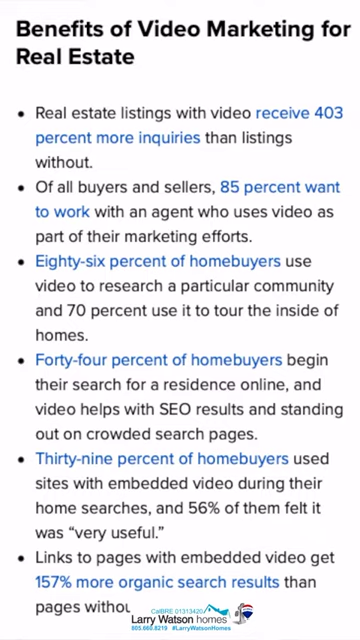 Benefits of Video Marketing for
Real Estate
• Real estate listings with video receive 403
percent more inquiries than listings
without.
• Of all buyers and sellers, 85 percent want
to work with an agent who uses video as
part of their marketing efforts.
• Eighty-six percent of homebuyers use
video to research a particular community
and 70 percent use it to tour the inside of
homes.
• Forty-four percent of homebuyers begin
their search for a residence online, and
video helps with SEO results and standing
out on crowded search pages.
• Thirty-nine percent of homebuyers used
sites with embedded video during their
home searches, and 56% of them felt it
was “very useful.”
• Links to pages with embedded video get
157% more organic search results than
pages withou
CalBRE 01313420
Larry Watson homes
805.669.8219 #LarryWatsonHomes